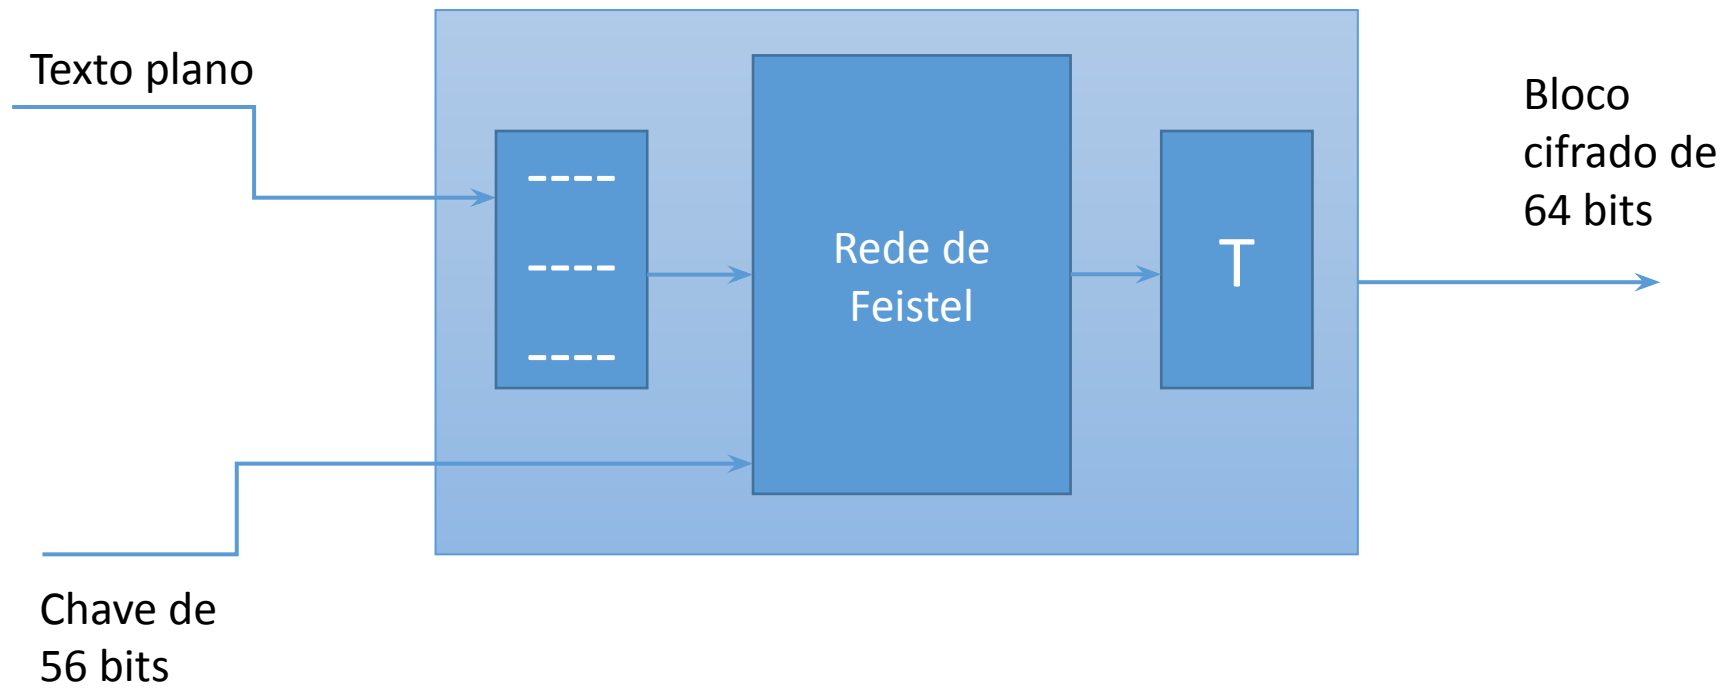 Texto plano
----
----
----
Rede de
Feistel
T
Bloco
cifrado de
64 bits
Chave de
56 bits